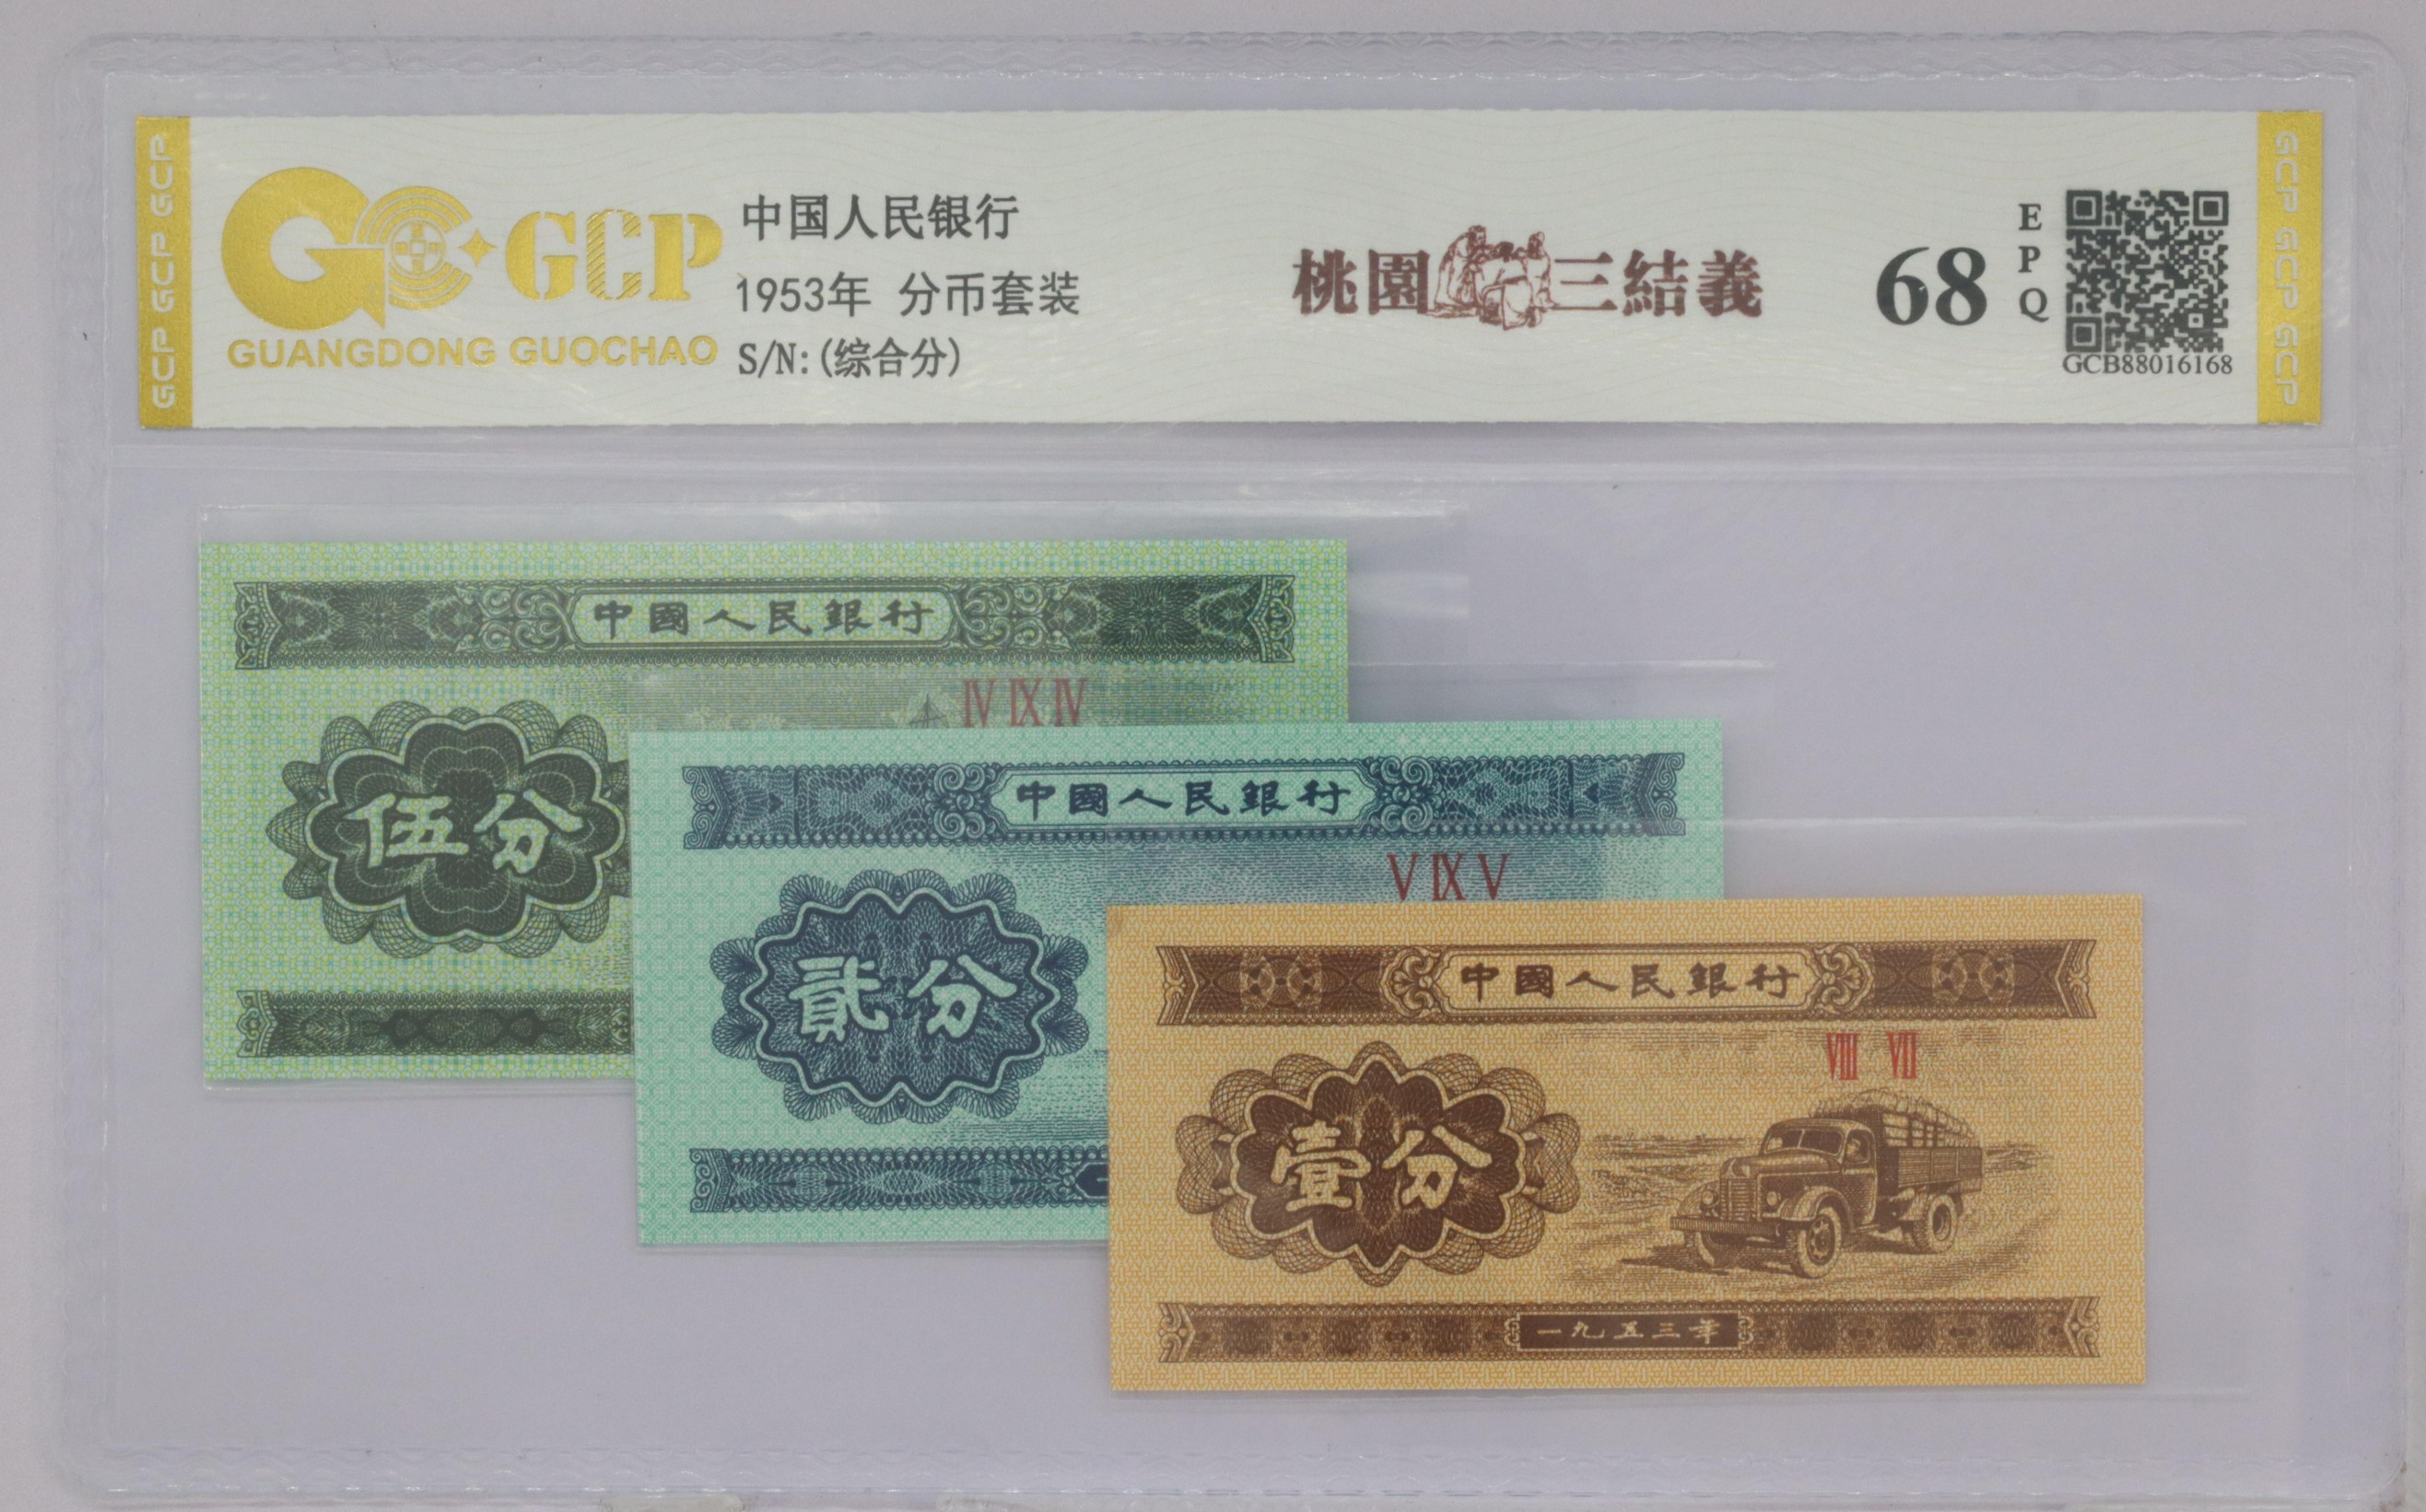 GCP GCP GCP
GCP
GUANGDONG GUOCHAO
中国人民银行
1953年 分币套装
S/N:(综合分)
桃園三結義
68
EPQ
GCB88016168
GCP GCP GCP
中國人民銀行
IV IX IV
伍分
中國人民銀行
V IX V
貳分
中國人民銀行
VIII VII
壹分
一九五三年